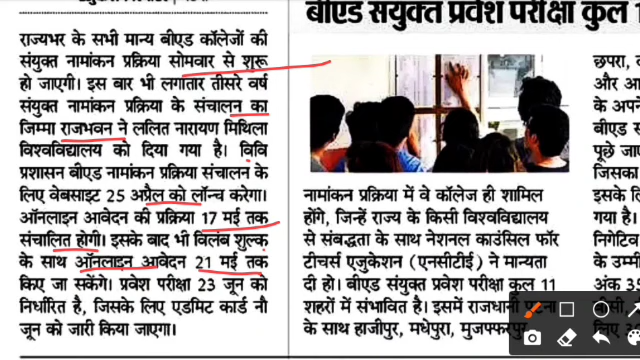 बीएड संयुक्त प्रवेश परीक्षा कुल 1
राज्यभर के सभी मान्य बीएड कॉलेजों की
संयुक्त नामांकन प्रक्रिया सोमवार से शुरू
हो जाएगी। इस बार भी लगातार तीसरे वर्ष
संयुक्त नामांकन प्रक्रिया के संचालन का
जिम्मा राजभवन ने ललित नारायण मिथिला
विश्वविद्यालय को दिया गया है। विवि
प्रशासन बीएड नामांकन प्रक्रिया संचालन के
लिए वेबसाइट 25 अप्रैल को लॉन्च करेगा।
ऑनलाइन आवेदन की प्रक्रिया 17 मई तक
संचालित होगी। इसके बाद भी विलंब शुल्क
के साथ ऑनलाइन आवेदन 21 मई तक
किए जा सकेंगे। प्रवेश परीक्षा 23 जून को
निर्धारित है, जिसके लिए एडमिट कार्ड नौ
जून को जारी किया जाएगा।
नामांकन प्रक्रिया में वे कॉलेज ही शामिल
होंगे, जिन्हें राज्य के किसी विश्वविद्यालय
से संबद्धता के साथ नेशनल काउंसिल फॉर
टीचर्स एजुकेशन (एनसीटीई) ने मान्यता
दी हो। बीएड संयुक्त प्रवेश परीक्षा कुल 11
शहरों में संभावित है। इसमें राजधानी पटना
के साथ हाजीपुर, मधेपुरा, मुजफ्फरपुर
छपरा, द
और आ
के अपने
बीएड स
पूछे जाए
जिसका
इसके लि
गया है।
निगेटिव
के उम्मी
अंक 35